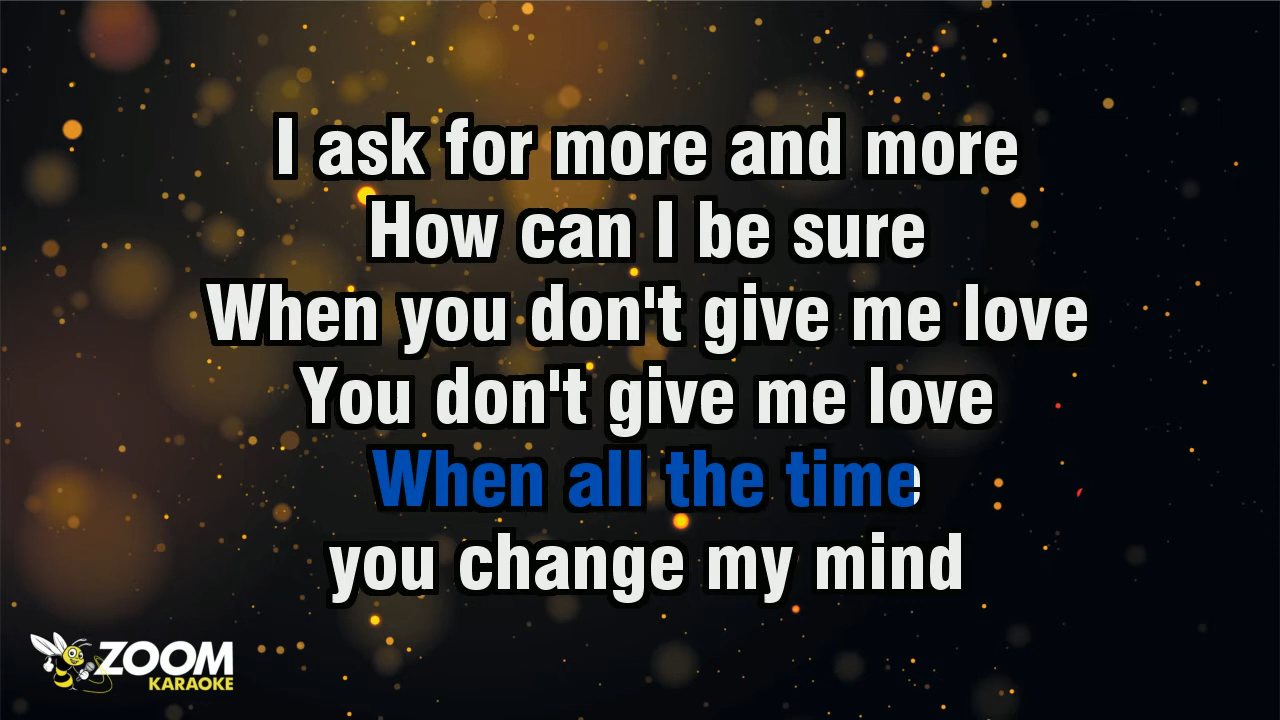 I ask for more and more
How can I be sure
When you don't give me love
You don't give me love
When all the time
you change my mind
ZOOM
KARAOKE